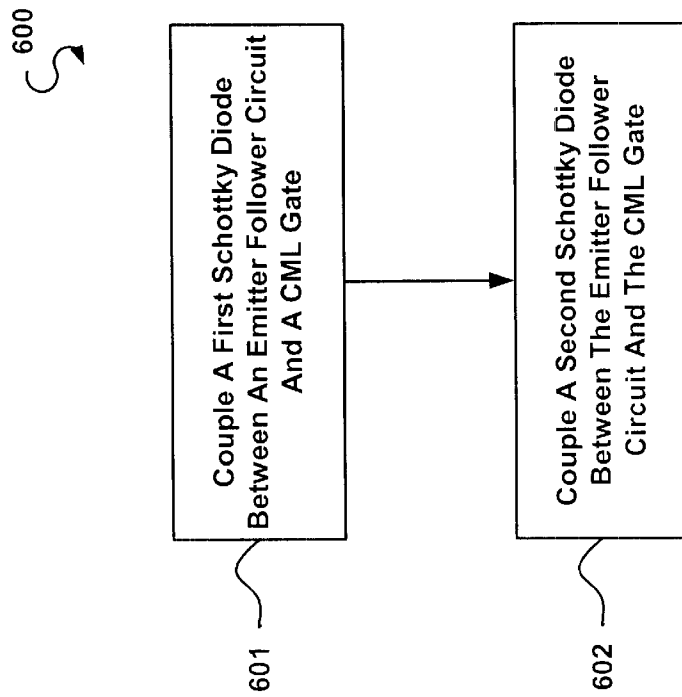 600
Couple A First Schottky Diode
Between An Emitter Follower Circuit
And A CML Gate
601
Couple A Second Schottky Diode
Between The Emitter Follower
Circuit And The CML Gate
602